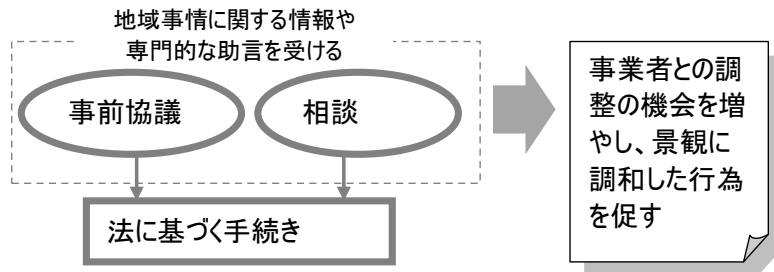 地域事情に関する情報や
専門的な助言を受ける
事前協議
相談
法に基づく手続き
事業者との調
整の機会を増
やし、景観に
調和した行為
を促す